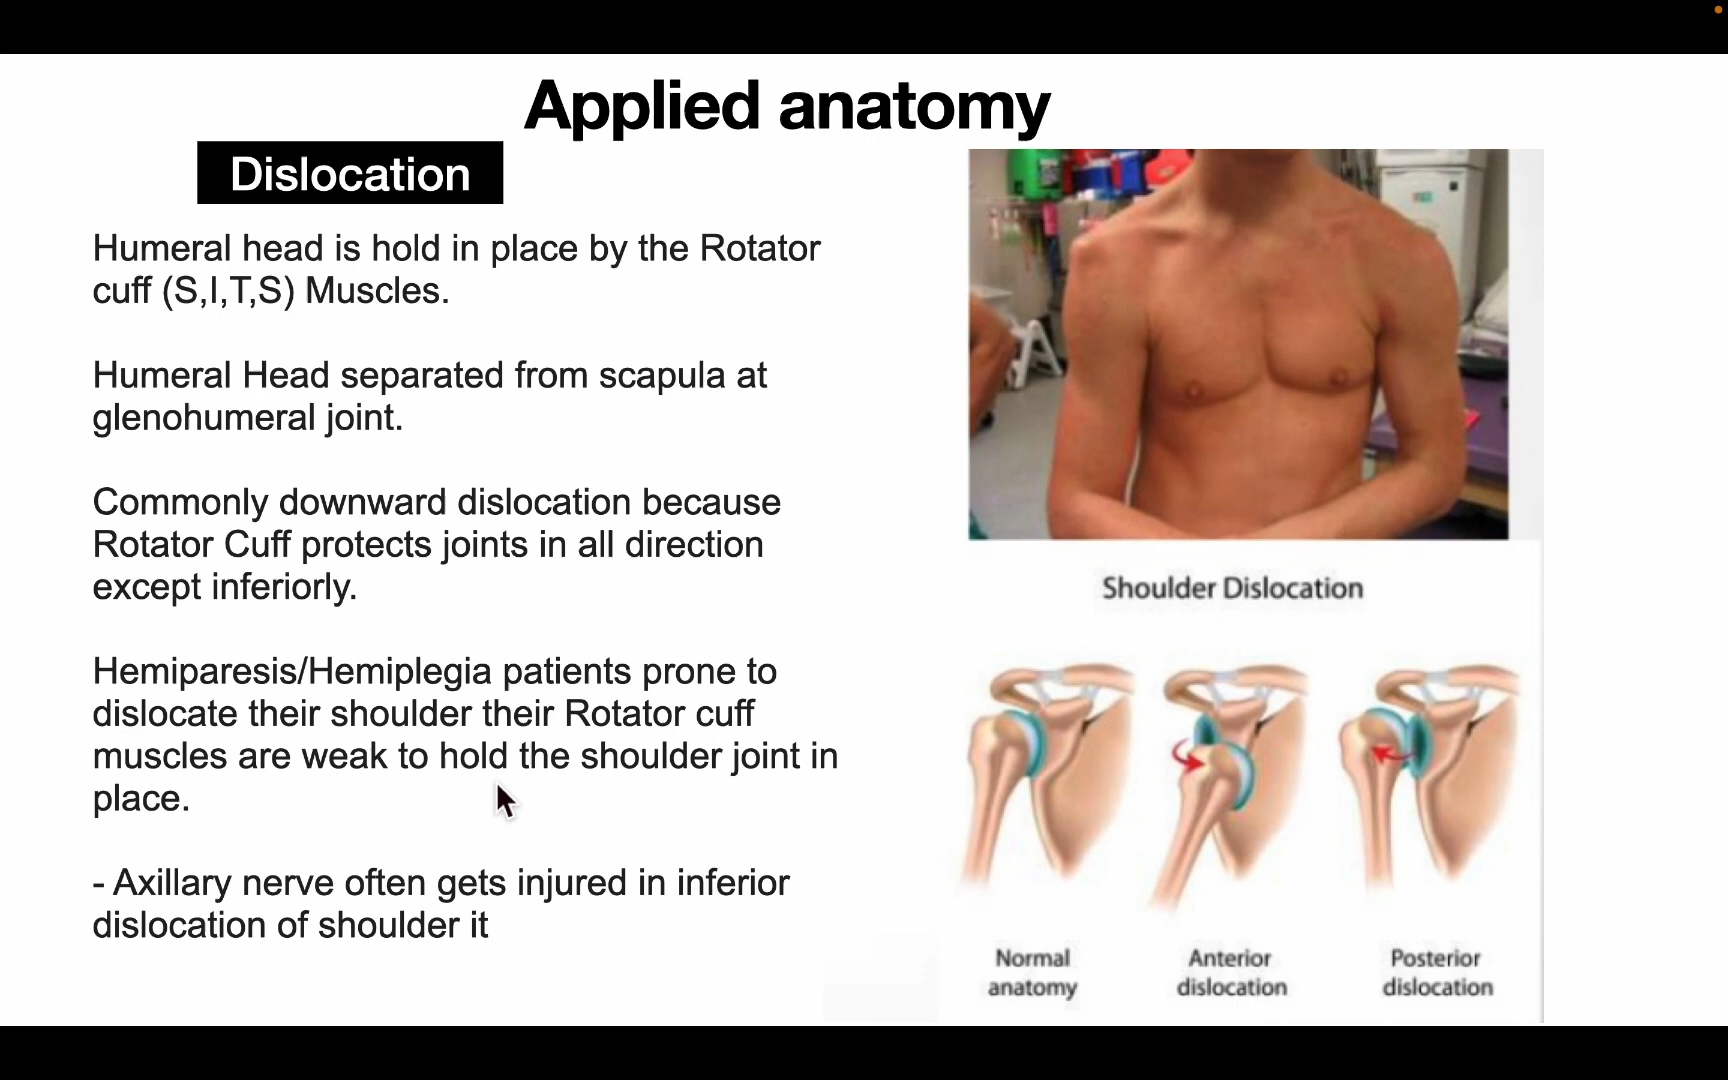 Applied anatomy
Dislocation
Humeral head is hold in place by the Rotator
cuff (S,I,T,S) Muscles.
Humeral Head separated from scapula at
glenohumeral joint.
Commonly downward dislocation because
Rotator Cuff protects joints in all direction
except inferiorly.
Hemiparesis/Hemiplegia patients prone to
dislocate their shoulder their Rotator cuff
muscles are weak to hold the shoulder joint in
place.
- Axillary nerve often gets injured in inferior
dislocation of shoulder it
Shoulder Dislocation
Normal
anatomy
Anterior
dislocation
Posterior
dislocation